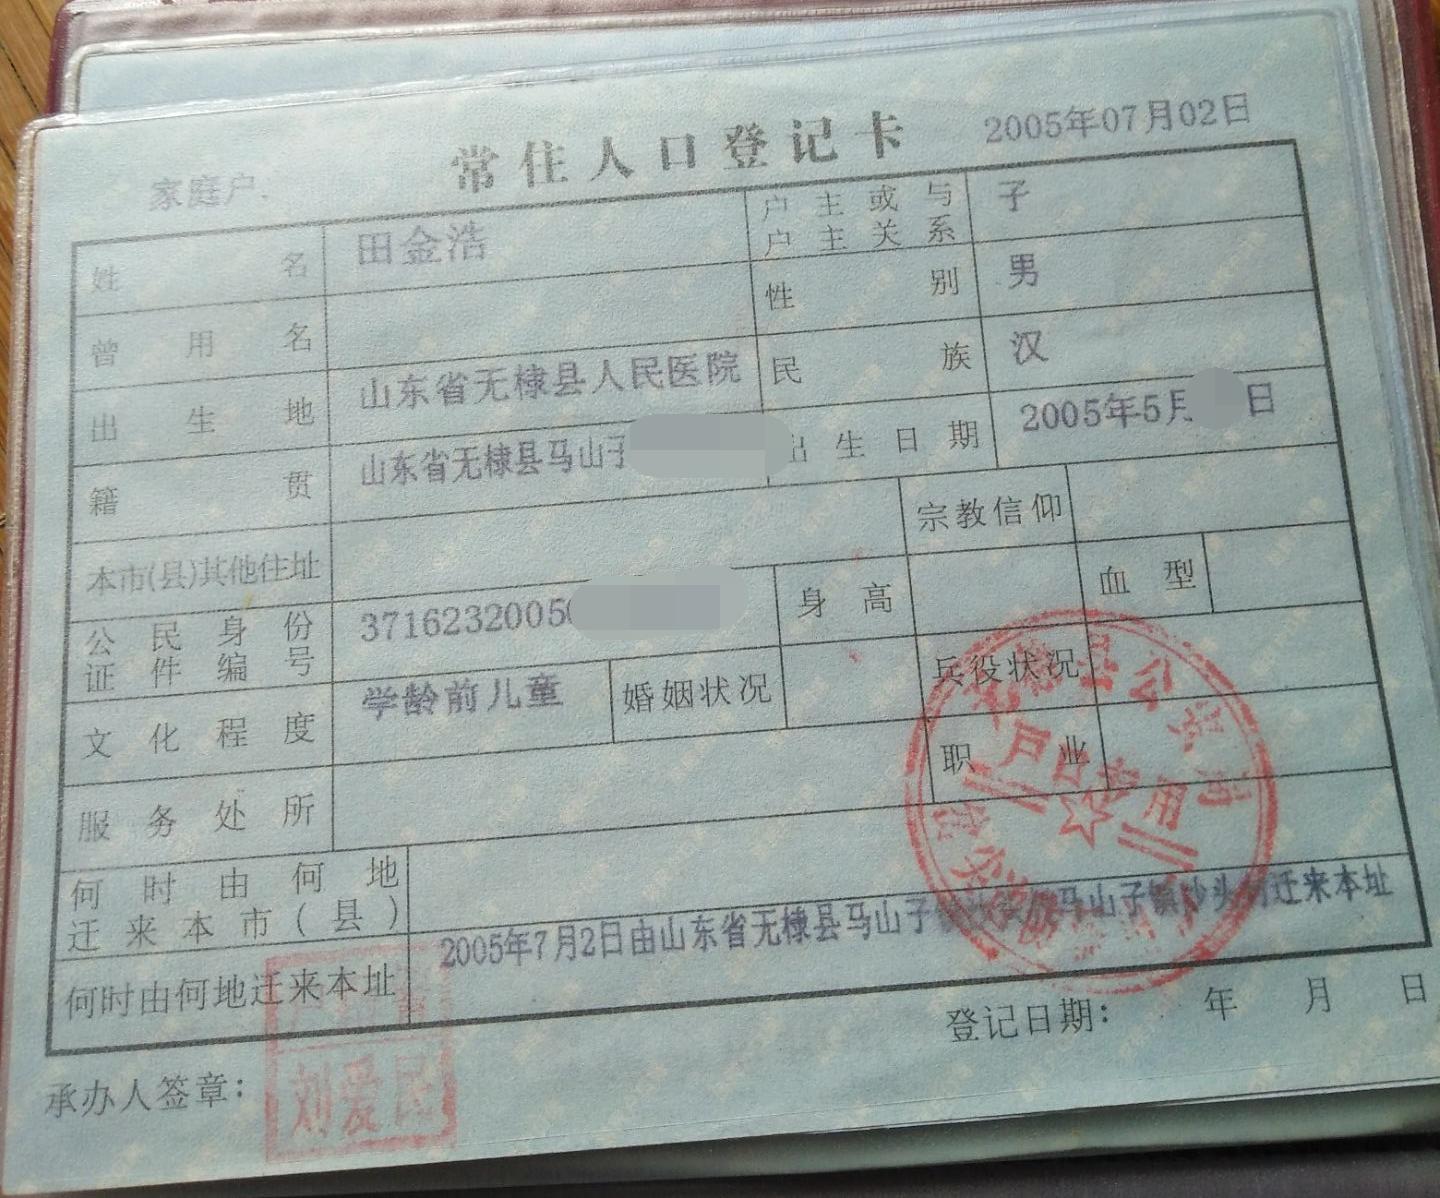 常住人口登记卡 2005年07月02日
家庭户.
姓名 田金浩 户主或与户主关系 子
曾用名 性别 男
出生地 山东省无棣县人民医院 民族 汉
籍贯 山东省无棣县马山子 出生日期 2005年5月 日
本市(县)其他住址 宗教信仰
公民身份证件编号 3716232005 身高 血型
文化程度 学龄前儿童 婚姻状况 兵役状况
服务处所 职业
何时由何地迁来本市(县)
何时由何地迁来本址 2005年7月2日由山东省无棣县马山子镇 马山子镇沙头 迁来本址
户口专用
承办人签章: 刘爱民 登记日期: 年 月 日